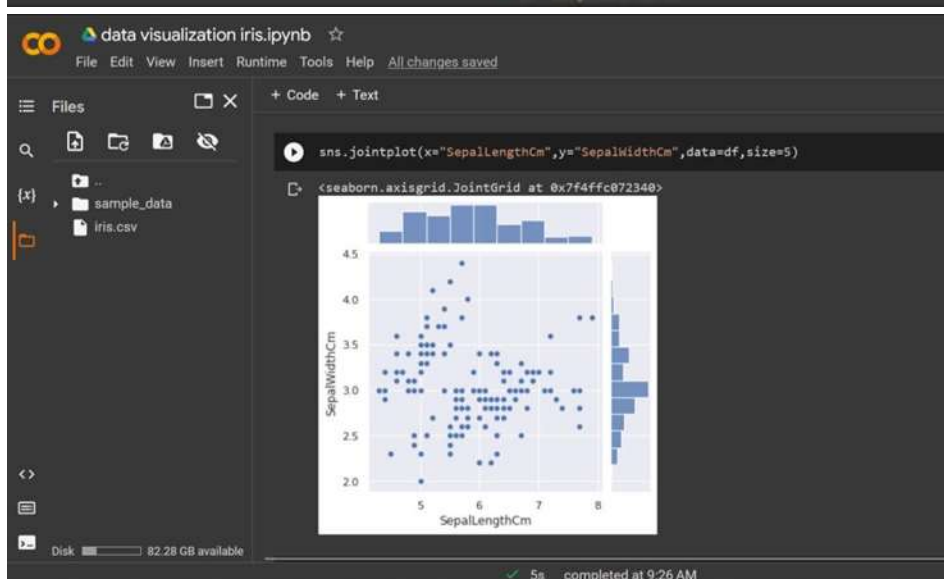 data visualization iris.ipynb
File Edit View Insert Runtime Tools Help All changes saved
Files
+ Code + Text
sns.jointplot(x="SepalLengthCm",y="SepalWidthCm",data=df,size=5)
{x}
..
sample_data
iris.csv
<seaborn.axisgrid.JointGrid at 0x7f4ffc072340>
4.5
4.0
3.5
3.0
2.5
2.0
SepalWidthCm
5 6 7 8
SepalLengthCm
Disk 82.28 GB available
5s completed at 9:26 AM